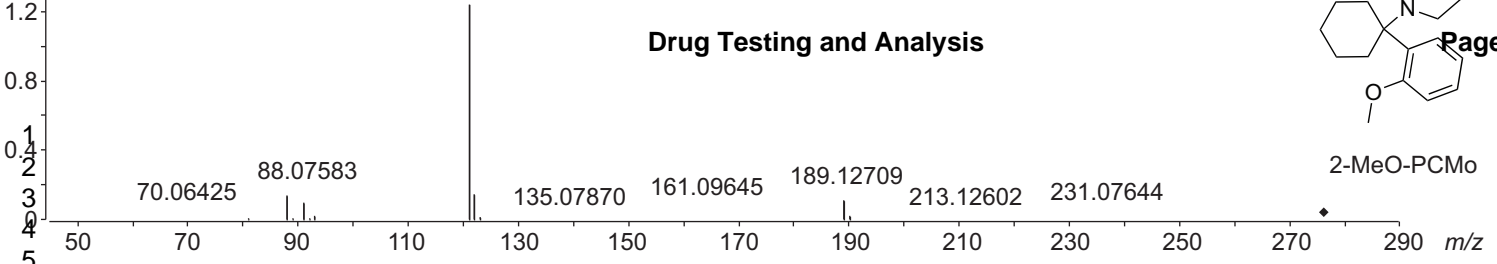 1.2
0.8
0.4
0
1
2
3
4
5
Drug Testing and Analysis
Page
N
O
2-MeO-PCMo
70.06425
88.07583
135.07870
161.09645
189.12709
213.12602
231.07644
50 70 90 110 130 150 170 190 210 230 250 270 290 m/z